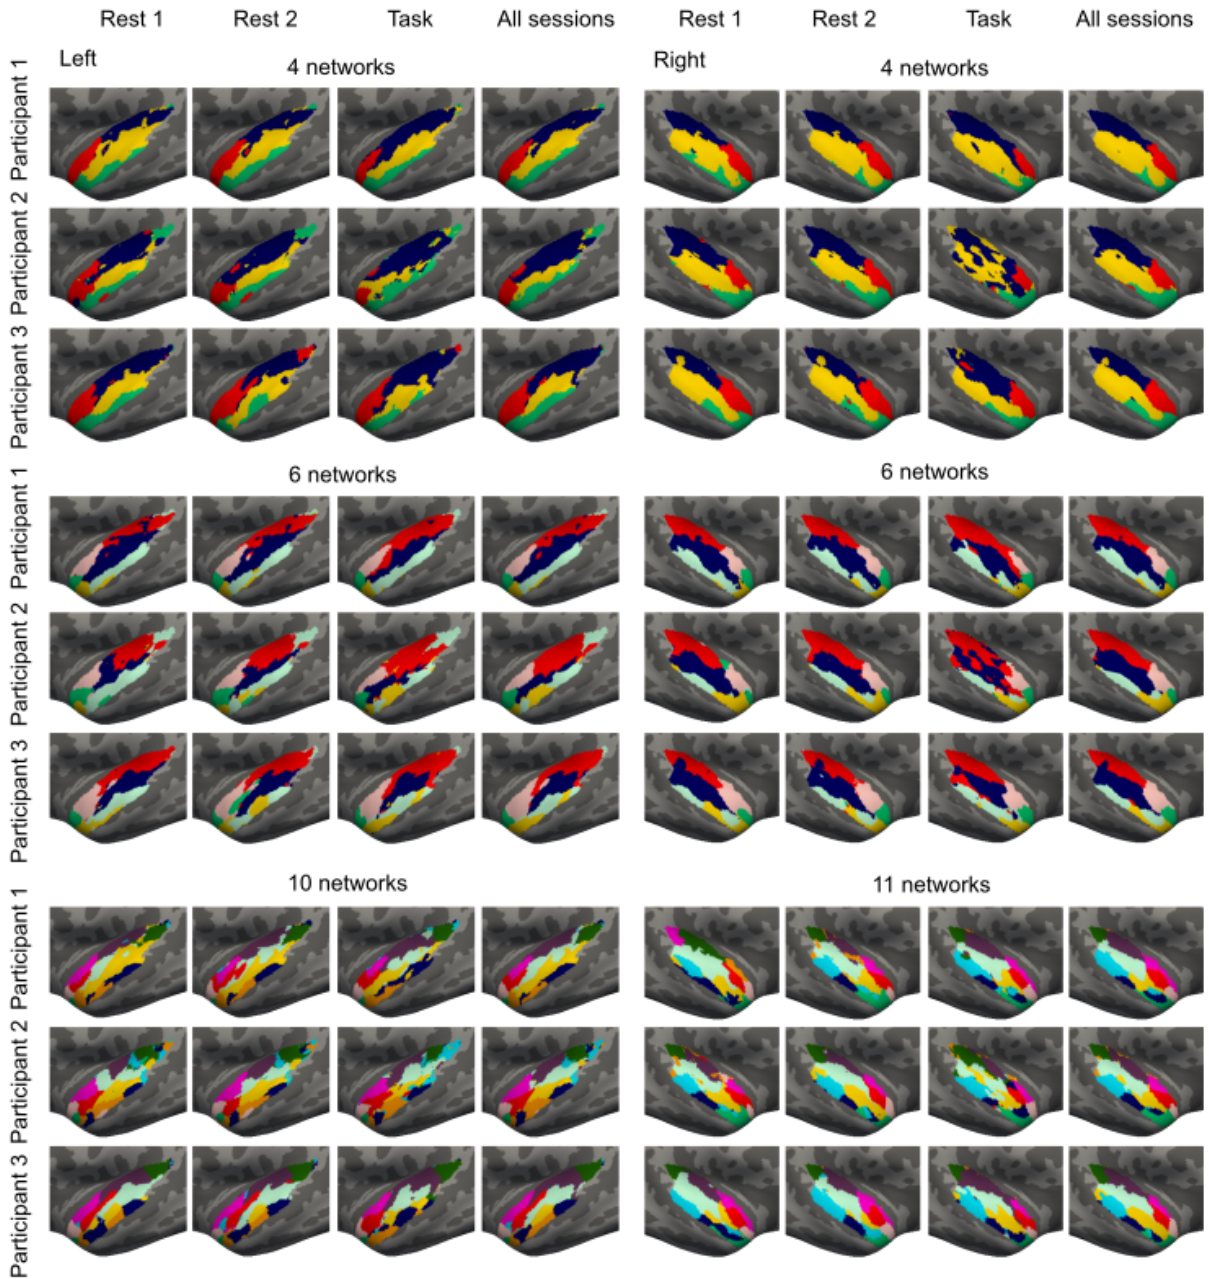 Rest 1 Rest 2 Task All sessions Rest 1 Rest 2 Task All sessions
Left 4 networks Right 4 networks
Participant 1
Participant 2
Participant 3
6 networks 6 networks
Participant 1
Participant 2
Participant 3
10 networks 11 networks
Participant 1
Participant 2
Participant 3